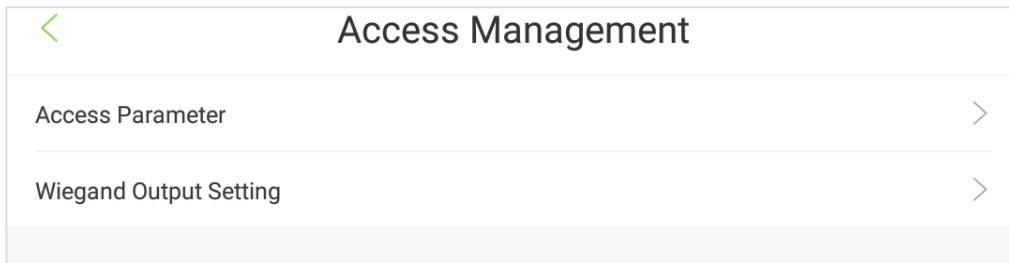 Access Management
Access Parameter
Wiegand Output Setting